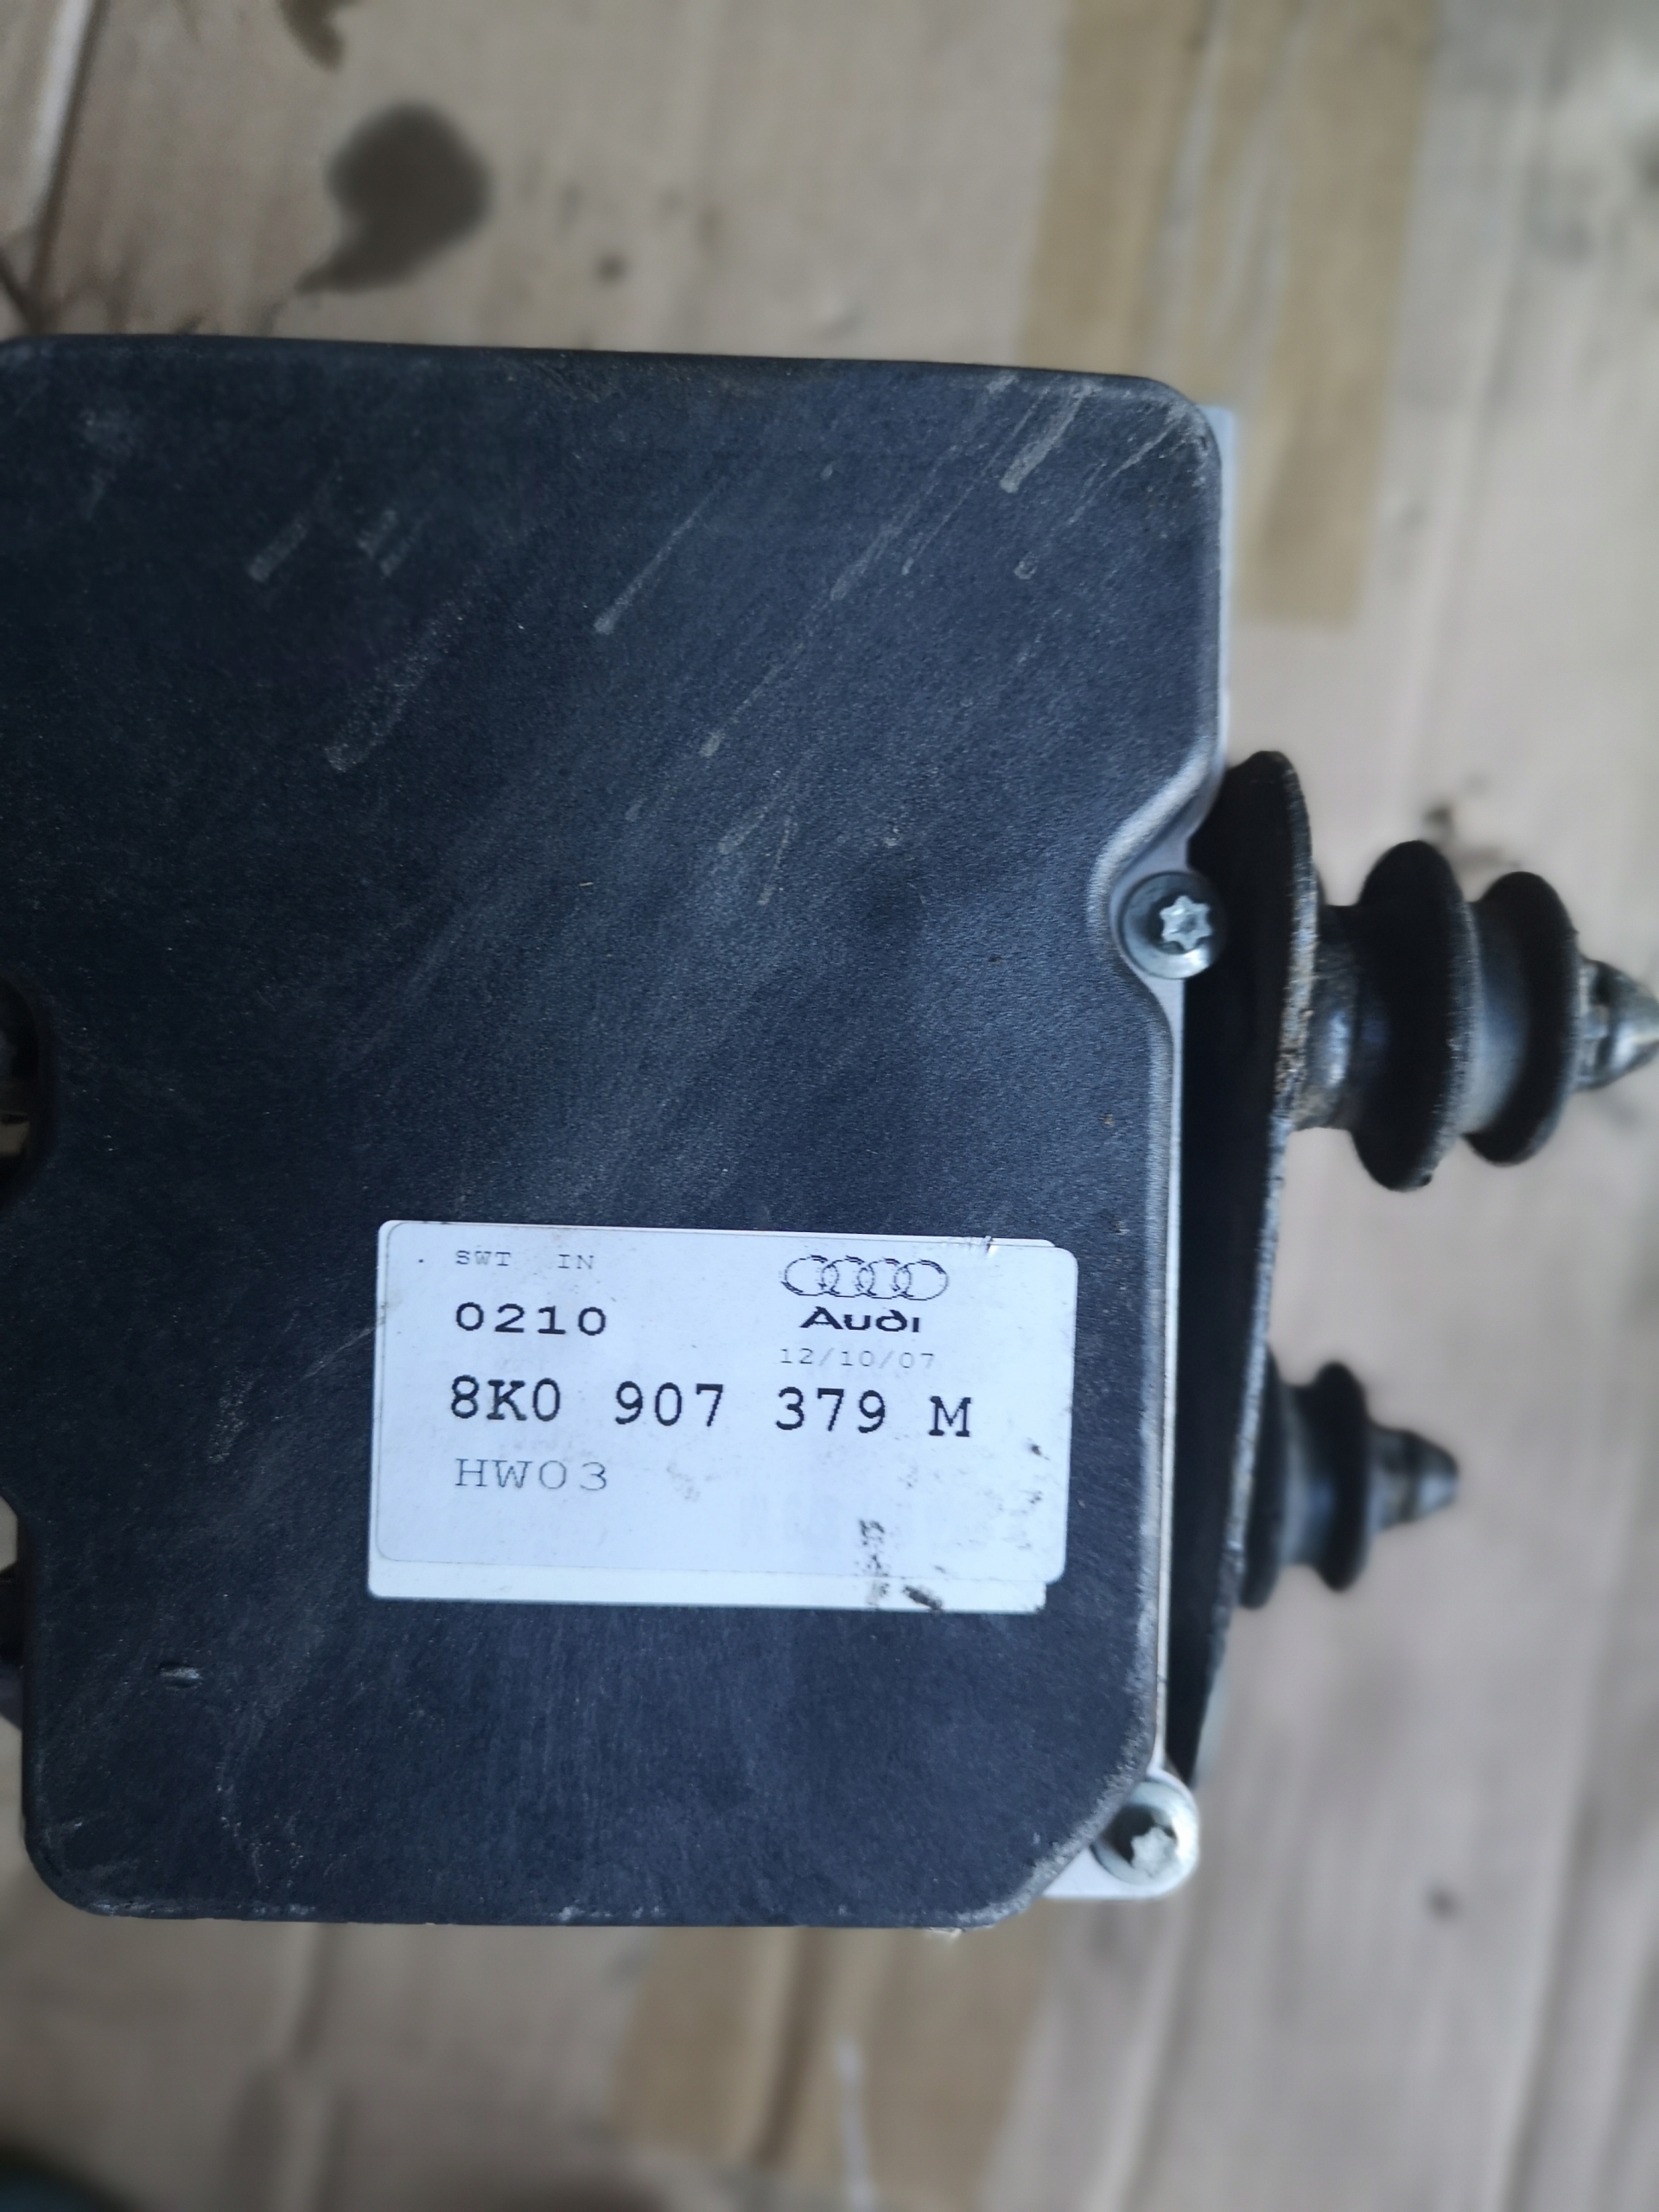 . SWT IN
0210
Audi
12/10/07
8K0 907 379 M
HW03